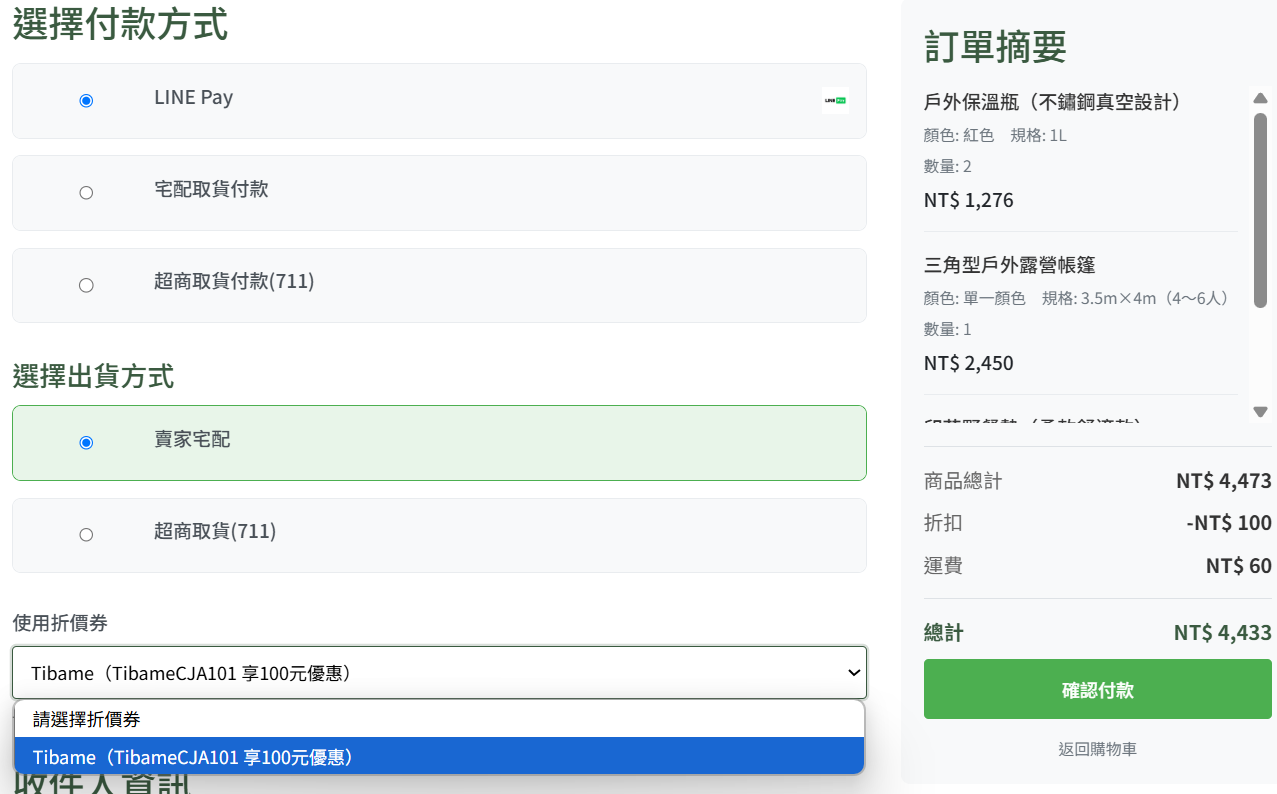 選擇付款方式
LINE Pay
LINE Pay
宅配取貨付款
超商取貨付款(711)
選擇出貨方式
賣家宅配
超商取貨(711)
使用折價券
Tibame（TibameCJA101 享100元優惠）
請選擇折價券
Tibame（TibameCJA101 享100元優惠）
收件人資訊
訂單摘要
戶外保溫瓶（不鏽鋼真空設計）
顏色: 紅色 規格: 1L
數量: 2
NT$ 1,276
三角型戶外露營帳篷
顏色: 單一顏色 規格: 3.5m×4m（4～6人）
數量: 1
NT$ 2,450
商品總計 NT$ 4,473
折扣 -NT$ 100
運費 NT$ 60
總計 NT$ 4,433
確認付款
返回購物車